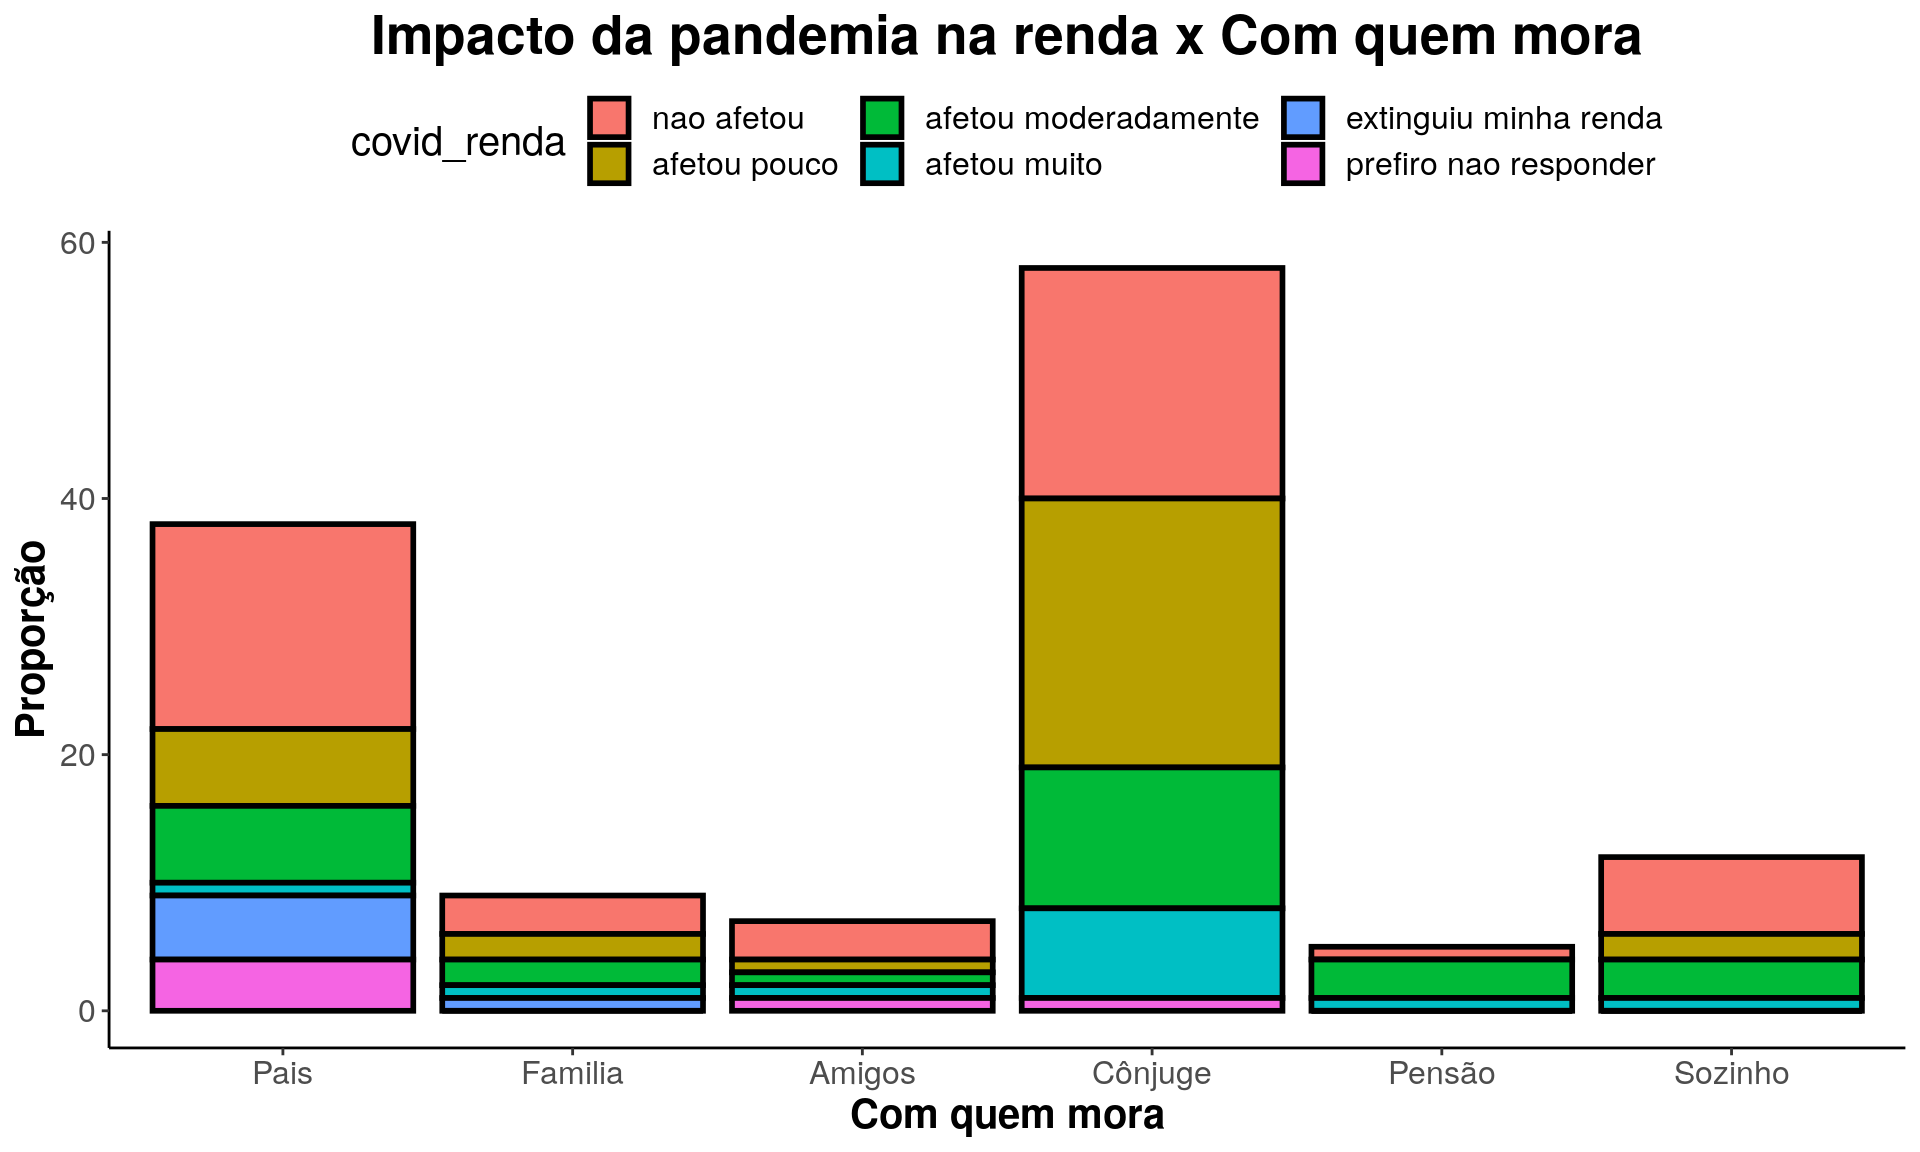 Impacto da pandemia na renda x Com quem mora
covid_renda
nao afetou
afetou moderadamente
extinguiu minha renda
afetou pouco
afetou muito
prefiro nao responder
Proporção
60
40
20
0
Pais
Familia
Amigos
Cônjuge
Pensão
Sozinho
Com quem mora